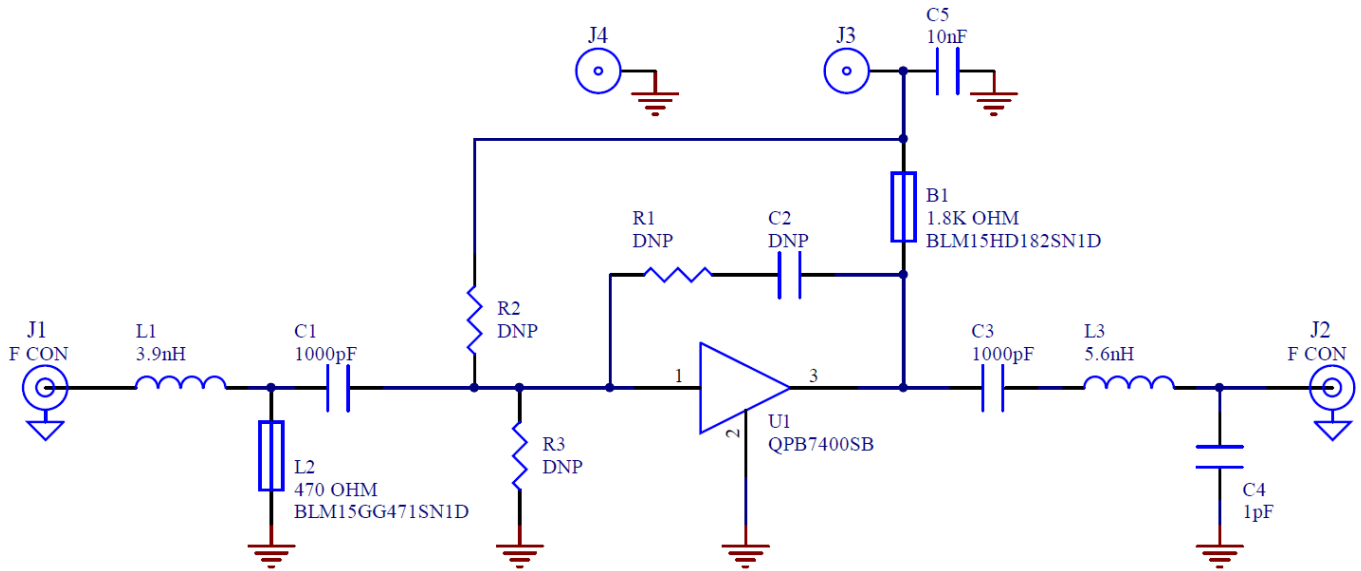 C5
10nF
J4
J3
B1
1.8K OHM
BLM15HD182SN1D
R1
DNP
C2
DNP
R2
DNP
J1
F CON
L1
3.9nH
C1
1000pF
C3
1000pF
L3
5.6nH
J2
F CON
1
3
2
U1
QPB7400SB
R3
DNP
L2
470 OHM
BLM15GG471SN1D
C4
1pF